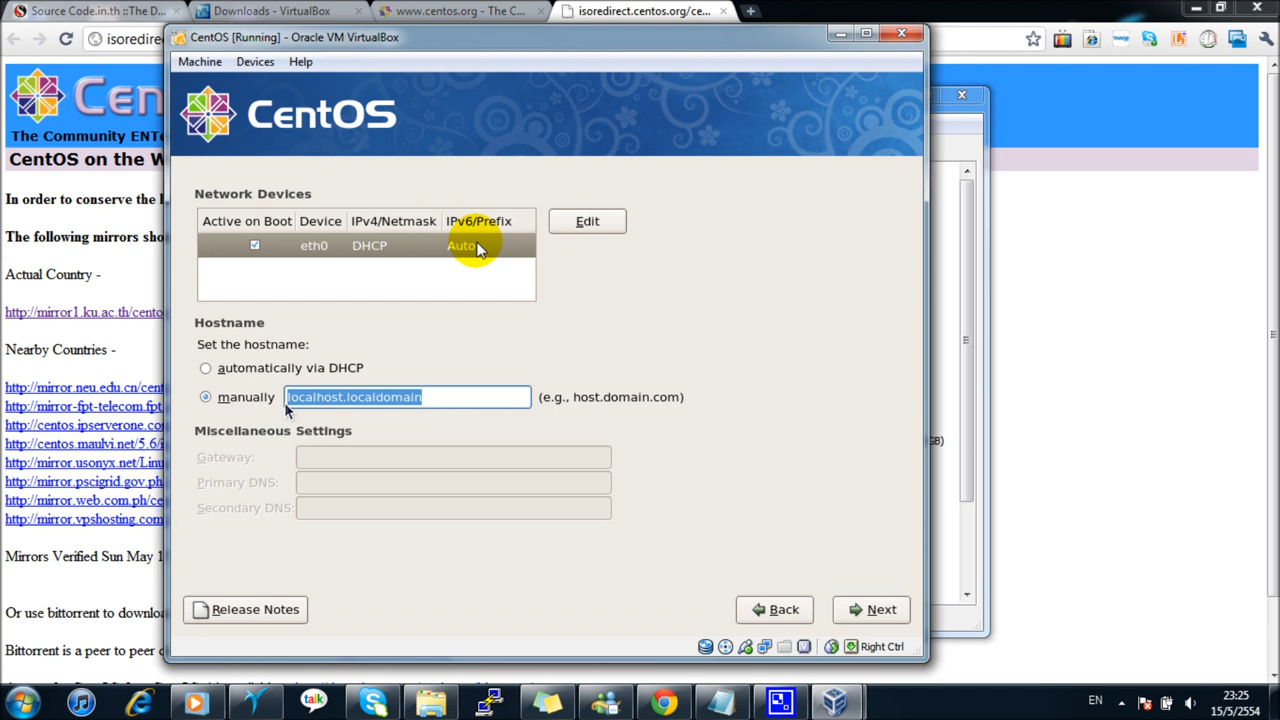 Source Code.in.th ::The D...
Downloads - VirtualBox
www.centos.org - The C...
isoredirect.centos.org/ce...
isoredire
CentOS [Running] - Oracle VM VirtualBox
Machine Devices Help
CentOS
Cent
The Community ENTe
CentOS on the W
In order to conserve the l
The following mirrors sho
Actual Country -
http://mirror1.ku.ac.th/cento
Nearby Countries -
http://mirror.neu.edu.cn/cent
http://mirror-fpt-telecom.fpt.
http://centos.ipserverone.co
http://centos.maulvi.net/5.6/i
http://mirror.usonyx.net/Linu
http://mirror.pscigrid.gov.ph
http://mirror.web.com.ph/ce
http://mirror.vpshosting.com
Mirrors Verified Sun May 1
Or use bittorrent to downloa
Bittorrent is a peer to peer c
Network Devices
Active on Boot Device IPv4/Netmask IPv6/Prefix
eth0 DHCP Auto
Edit
Hostname
Set the hostname:
automatically via DHCP
manually localhost.localdomain (e.g., host.domain.com)
Miscellaneous Settings
Gateway:
Primary DNS:
Secondary DNS:
GB)
Release Notes
Back
Next
Right Ctrl
talk
EN
23:25
15/5/2554